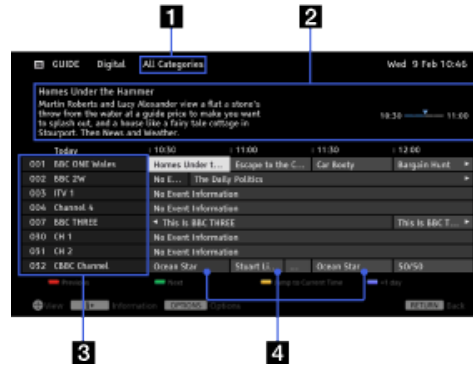 1 2
GUIDE Digital All Categories Wed 9 Feb 10:46
Homes Under the Hammer
Martin Roberts and Lucy Alexander view a flat a stone's
throw from the water at a guide price to make you want
to splash out, and a house like a fairy tale cottage in
Stourport. Then News and Weather.
10:30 11:00
Today 10:30 11:00 11:30 12:00
001 BBC ONE Wales Homes Under t... Escape to the C... Car Booty Bargain Hunt
002 BBC 2W No E... The Daily Politics
003 ITV 1 No Event Information
004 Channel 4 No Event Information
007 BBC THREE This is BBC THREE This is BBC T...
030 CH 1 No Event Information
031 CH 2 No Event Information
032 CBBC Channel Ocean Star Stuart Li... ... Ocean Star 50/50
Previous Next Jump to Current Time +1 day
View Information OPTIONS Options RETURN Back
3 4